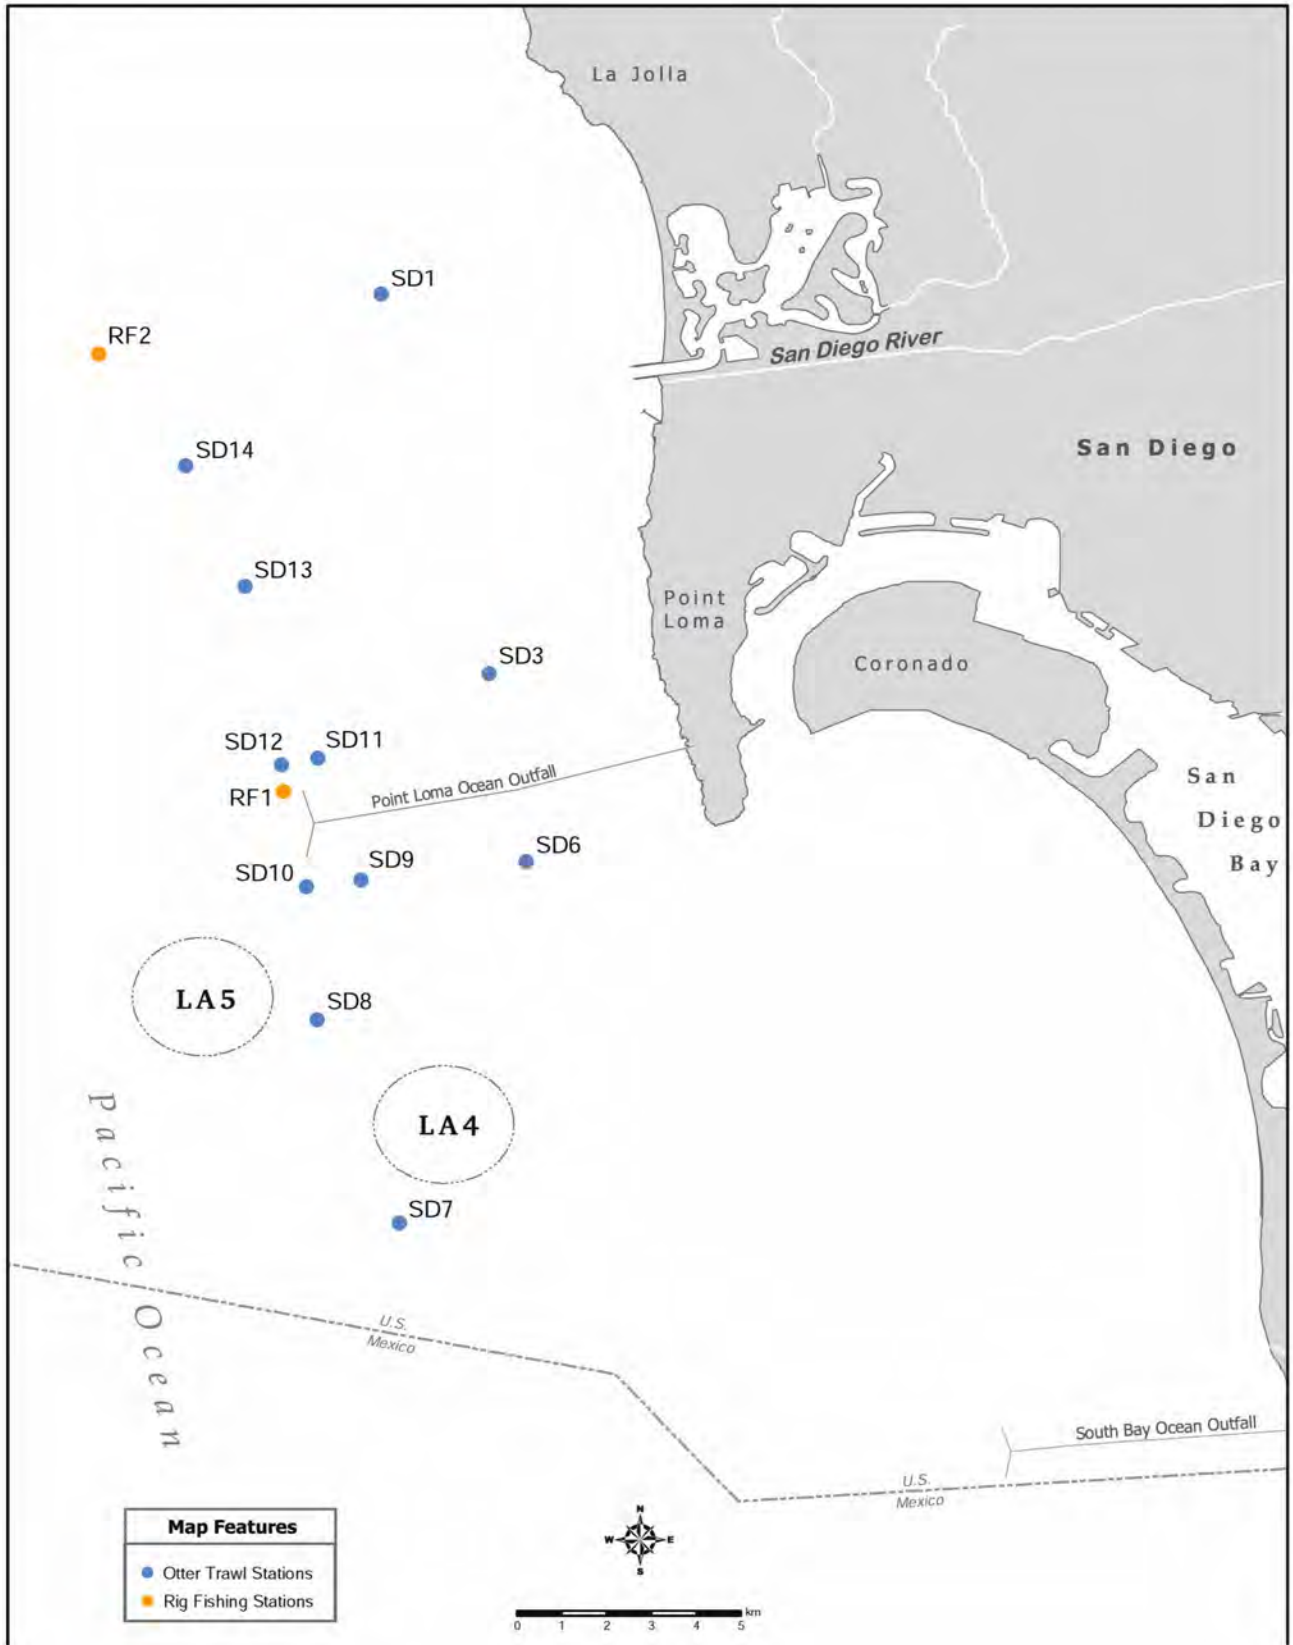 La Jolla
SD1
RF2
San Diego River
SD14
San Diego
SD13
Point
Loma
SD3
Coronado
SD12
SD11
RF1
Point Loma Ocean Outfall
San
Diego
Bay
SD6
SD9
SD10
LA5
SD8
LA4
SD7
Pacific Ocean
U.S.
Mexico
South Bay Ocean Outfall
U.S.
Mexico
Map Features
Otter Trawl Stations
Rig Fishing Stations
N
W E
S
km
0 1 2 3 4 5